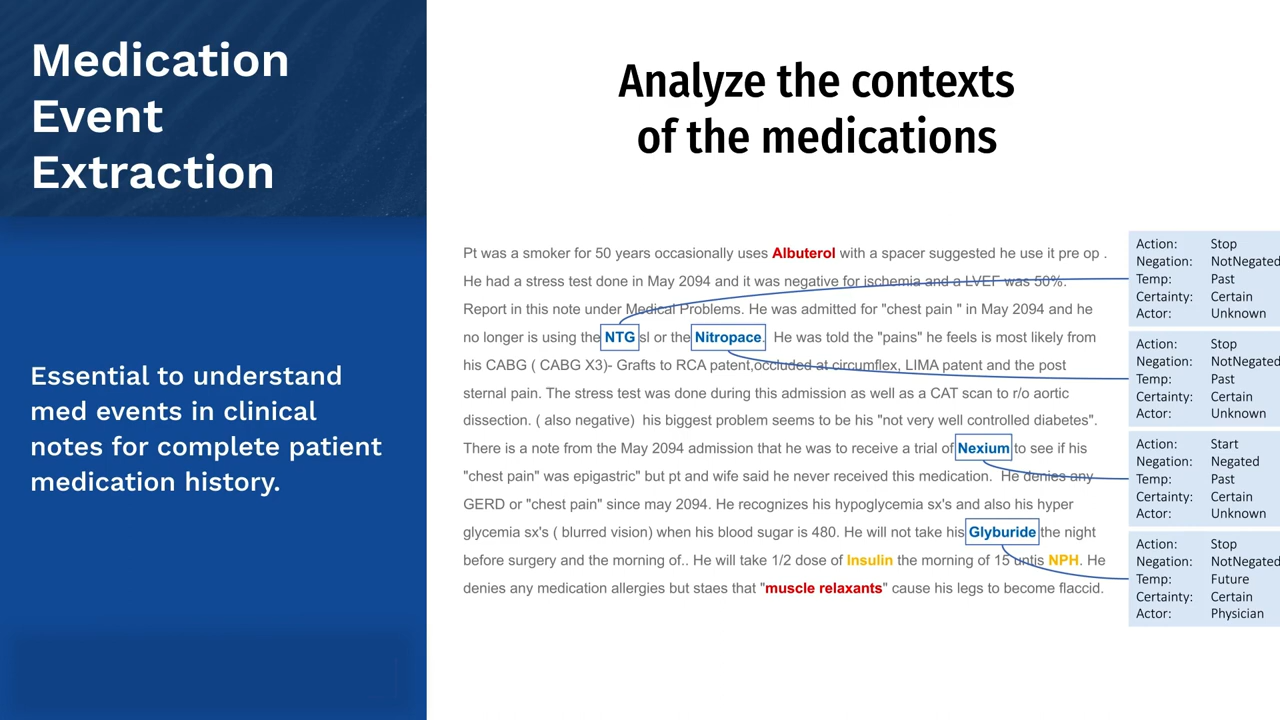 Medication
Event
Extraction
Essential to understand
med events in clinical
notes for complete patient
medication history.
Analyze the contexts
of the medications
Pt was a smoker for 50 years occasionally uses Albuterol with a spacer suggested he use it pre op .
He had a stress test done in May 2094 and it was negative for ischemia and a LVEF was 50%.
Report in this note under Medical Problems. He was admitted for "chest pain " in May 2094 and he
no longer is using the NTG sl or the Nitropace. He was told the "pains" he feels is most likely from
his CABG ( CABG X3)- Grafts to RCA patent,occluded at circumflex, LIMA patent and the post
sternal pain. The stress test was done during this admission as well as a CAT scan to r/o aortic
dissection. ( also negative) his biggest problem seems to be his "not very well controlled diabetes".
There is a note from the May 2094 admission that he was to receive a trial of Nexium to see if his
"chest pain" was epigastric" but pt and wife said he never received this medication. He denies any
GERD or "chest pain" since may 2094. He recognizes his hypoglycemia sx's and also his hyper
glycemia sx's ( blurred vision) when his blood sugar is 480. He will not take his Glyburide the night
before surgery and the morning of.. He will take 1/2 dose of Insulin the morning of 15 untis NPH. He
denies any medication allergies but staes that "muscle relaxants" cause his legs to become flaccid.
Action: Stop
Negation: NotNegated
Temp: Past
Certainty: Certain
Actor: Unknown
Action: Stop
Negation: NotNegated
Temp: Past
Certainty: Certain
Actor: Unknown
Action: Start
Negation: Negated
Temp: Past
Certainty: Certain
Actor: Unknown
Action: Stop
Negation: NotNegated
Temp: Future
Certainty: Certain
Actor: Physician